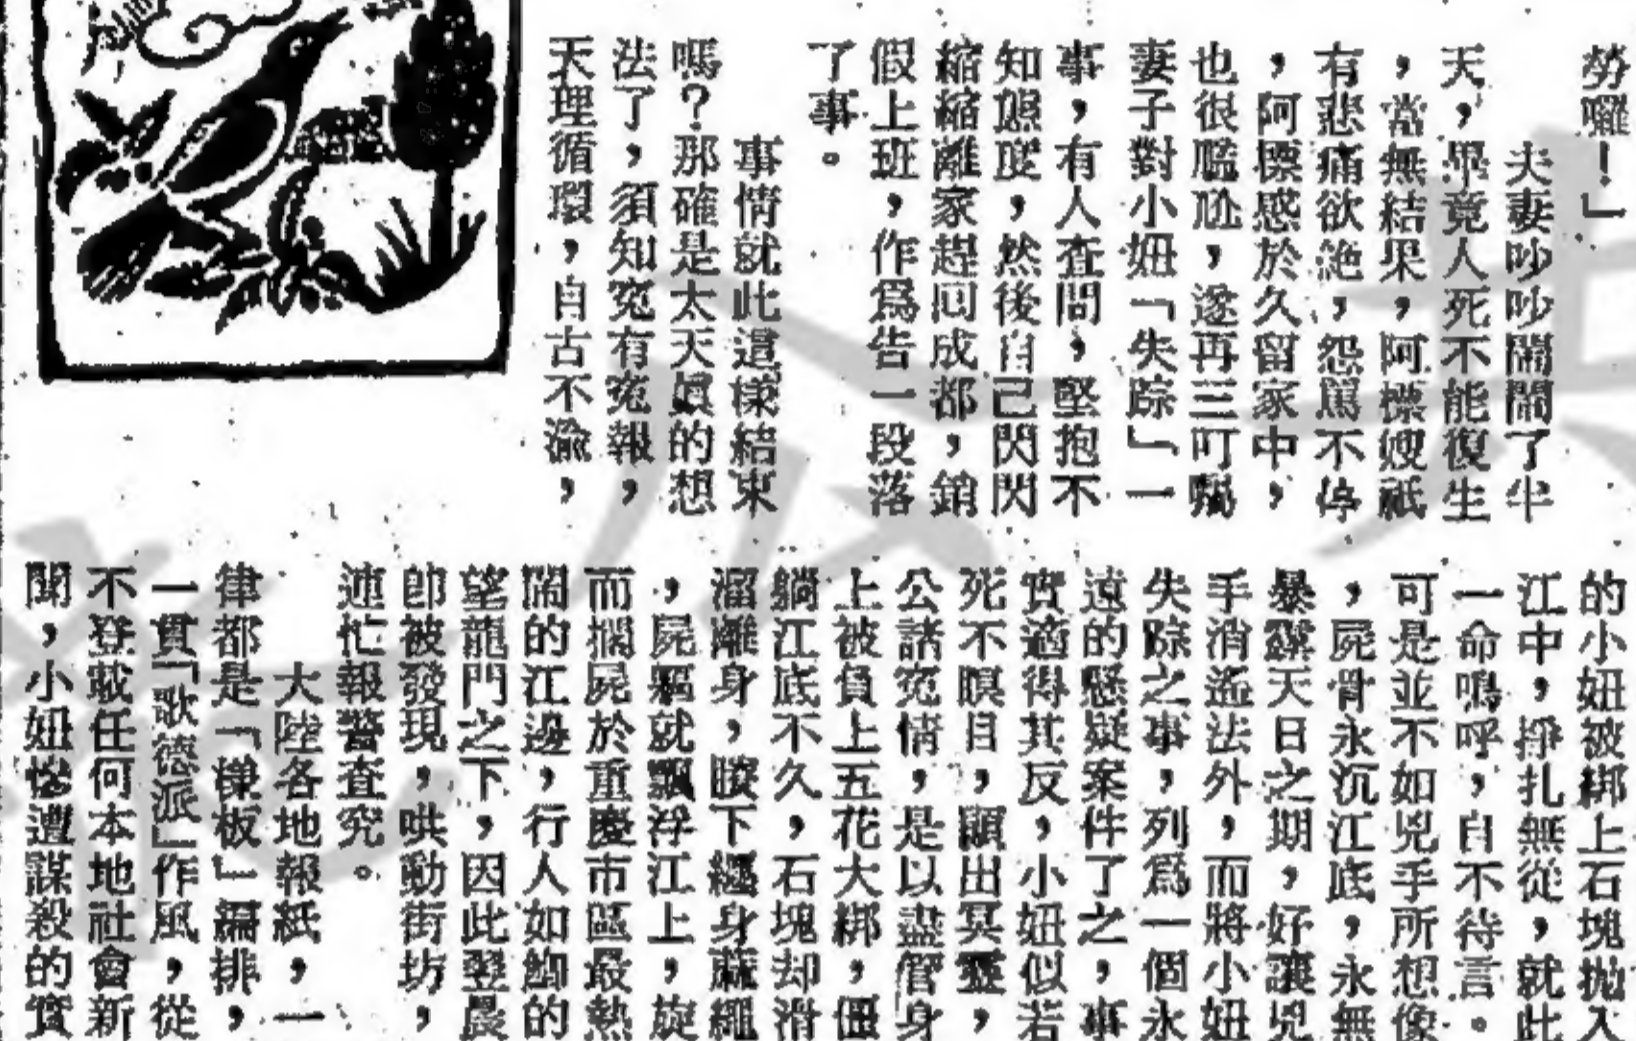 勞囉！」
夫妻吵吵鬧鬧了半
天，畢竟人死不能復生
，當無結果，阿標嫂祇
有悲痛欲絶，怨罵不停
，阿標惑於久留家中，
也很尷尬，遂再三叮囑
妻子對小妞「失踪」一
事，有人查問，堅抱不
知態度，然後自己閃閃
縮縮離家趕囘成都，銷
假上班，作爲告一段落
了事。
事情就此這樣結束
嗎？那確是太天眞的想
法了，須知寃有寃報，
天理循環，自古不渝，
的小妞被綁上石塊抛入
江中，掙扎無從，就此
一命嗚呼，自不待言。
可是並不如兇手所想像
，屍骨永沉江底，永無
暴露天日之期，好讓兇
手消遙法外，而將小妞
失踪之事，列爲一個永
遠的懸疑案件了之，事
實適得其反，小妞似若
死不瞑目，顯出冥靈，
公諸寃情，是以盡管身
上被負上五花大綁，僵
躺江底不久，石塊却滑
溜離身，賸下纒身蔴繩
，屍軀就飄浮江上，旋
而擱屍於重慶市區最熱
鬧的江邊，行人如鯽的
望龍門之下，因此翌晨
卽被發現，哄動街坊，
連忙報警查究。
大陸各地報紙，一
律都是「樣板」編排，
一貫「歌德派」作風，從
不登載任何本地社會新
聞，小妞慘遭謀殺的實